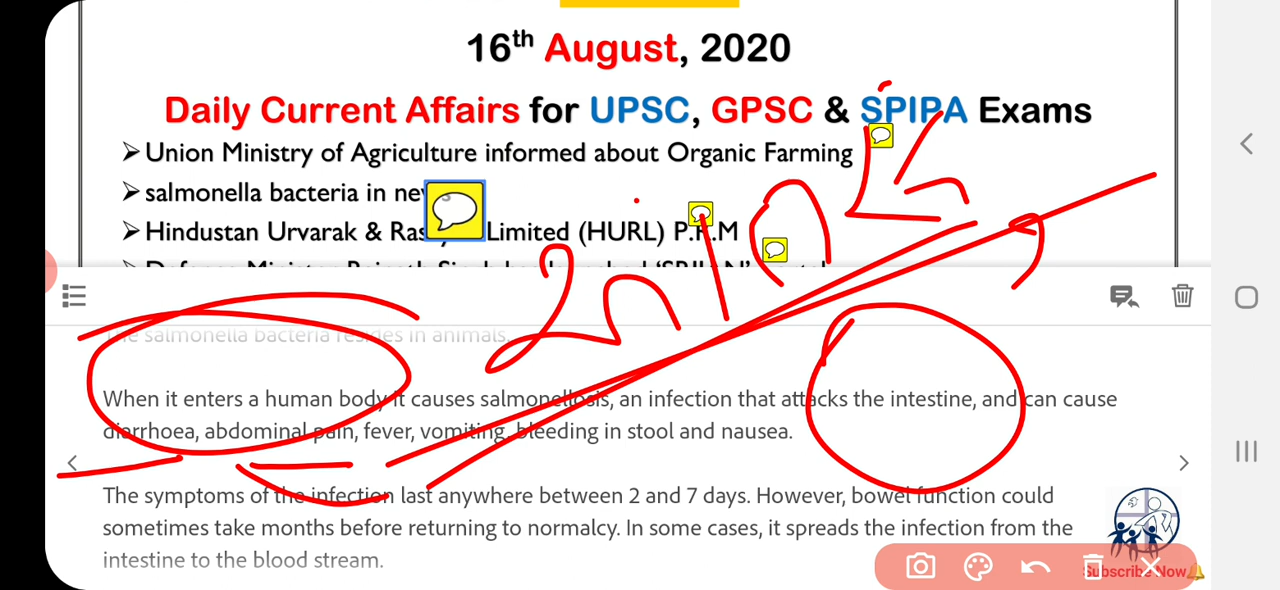 16th August, 2020
Daily Current Affairs for UPSC, GPSC & SPIPA Exams
Union Ministry of Agriculture informed about Organic Farming
salmonella bacteria in
Hindustan Urvarak & Limited (HURL) P.R.M
The salmonella bacteria resides in animals.
When it enters a human body it causes salmonellosis, an infection that attacks the intestine, and can cause
diarrhoea, abdominal pain, fever, vomiting, bleeding in stool and nausea.
The symptoms of the infection last anywhere between 2 and 7 days. However, bowel function could
sometimes take months before returning to normalcy. In some cases, it spreads the infection from the
intestine to the blood stream.
Subscribe Now